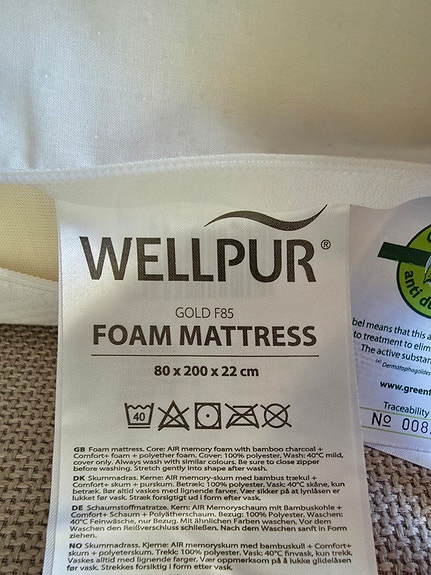 WELLPUR®
GOLD F85
FOAM MATTRESS
80 x 200 x 22 cm
40
GB Foam mattress. Core: AIR memory foam with bamboo charcoal +
Comfort+ foam + polyether foam. Cover: 100% polyester. Wash: 40°C mild,
cover only. Always wash with similar colours. Be sure to close zipper
before washing. Stretch gently into shape after wash.
DK Skummadras. Kerne: AIR memory-skum med bambus trækul +
Comfort+ skum + purskum. Betræk: 100% polyester. Vask: 40°C skåne, kun
betræk. Bør altid vaskes med lignende farver. Vær sikker på at lynlåsen er
lukket før vask. Stræk forsigtigt ud i form efter vask.
DE Schaumstoffmatratze. Kern: AIR Memoryschaum mit Bambuskohle +
Comfort+ Schaum + Polyätherschaum. Bezug: 100% Polyester. Waschen:
40°C Feinwäsche, nur Bezug. Mit ähnlichen Farben waschen. Vor dem
Waschen den Reißverschluss schließen. Nach dem Waschen sanft in Form
ziehen.
NO Skummadrass. Kjerne: AIR memoryskum med bambuskull +
Comfort+ skum + polyeterskum. Trekk: 100% polyester. Vask: 40°C finvask, kun trekk.
Vaskes med lignende farger. Vær oppmerksom på å lukke glidelåsen
før vask. Strekkes forsiktig i form etter vask.
anti
bel means that this a
to treatment to elim
The active substan
Dermatophagoides
www.greenf
Traceability
Nº 008